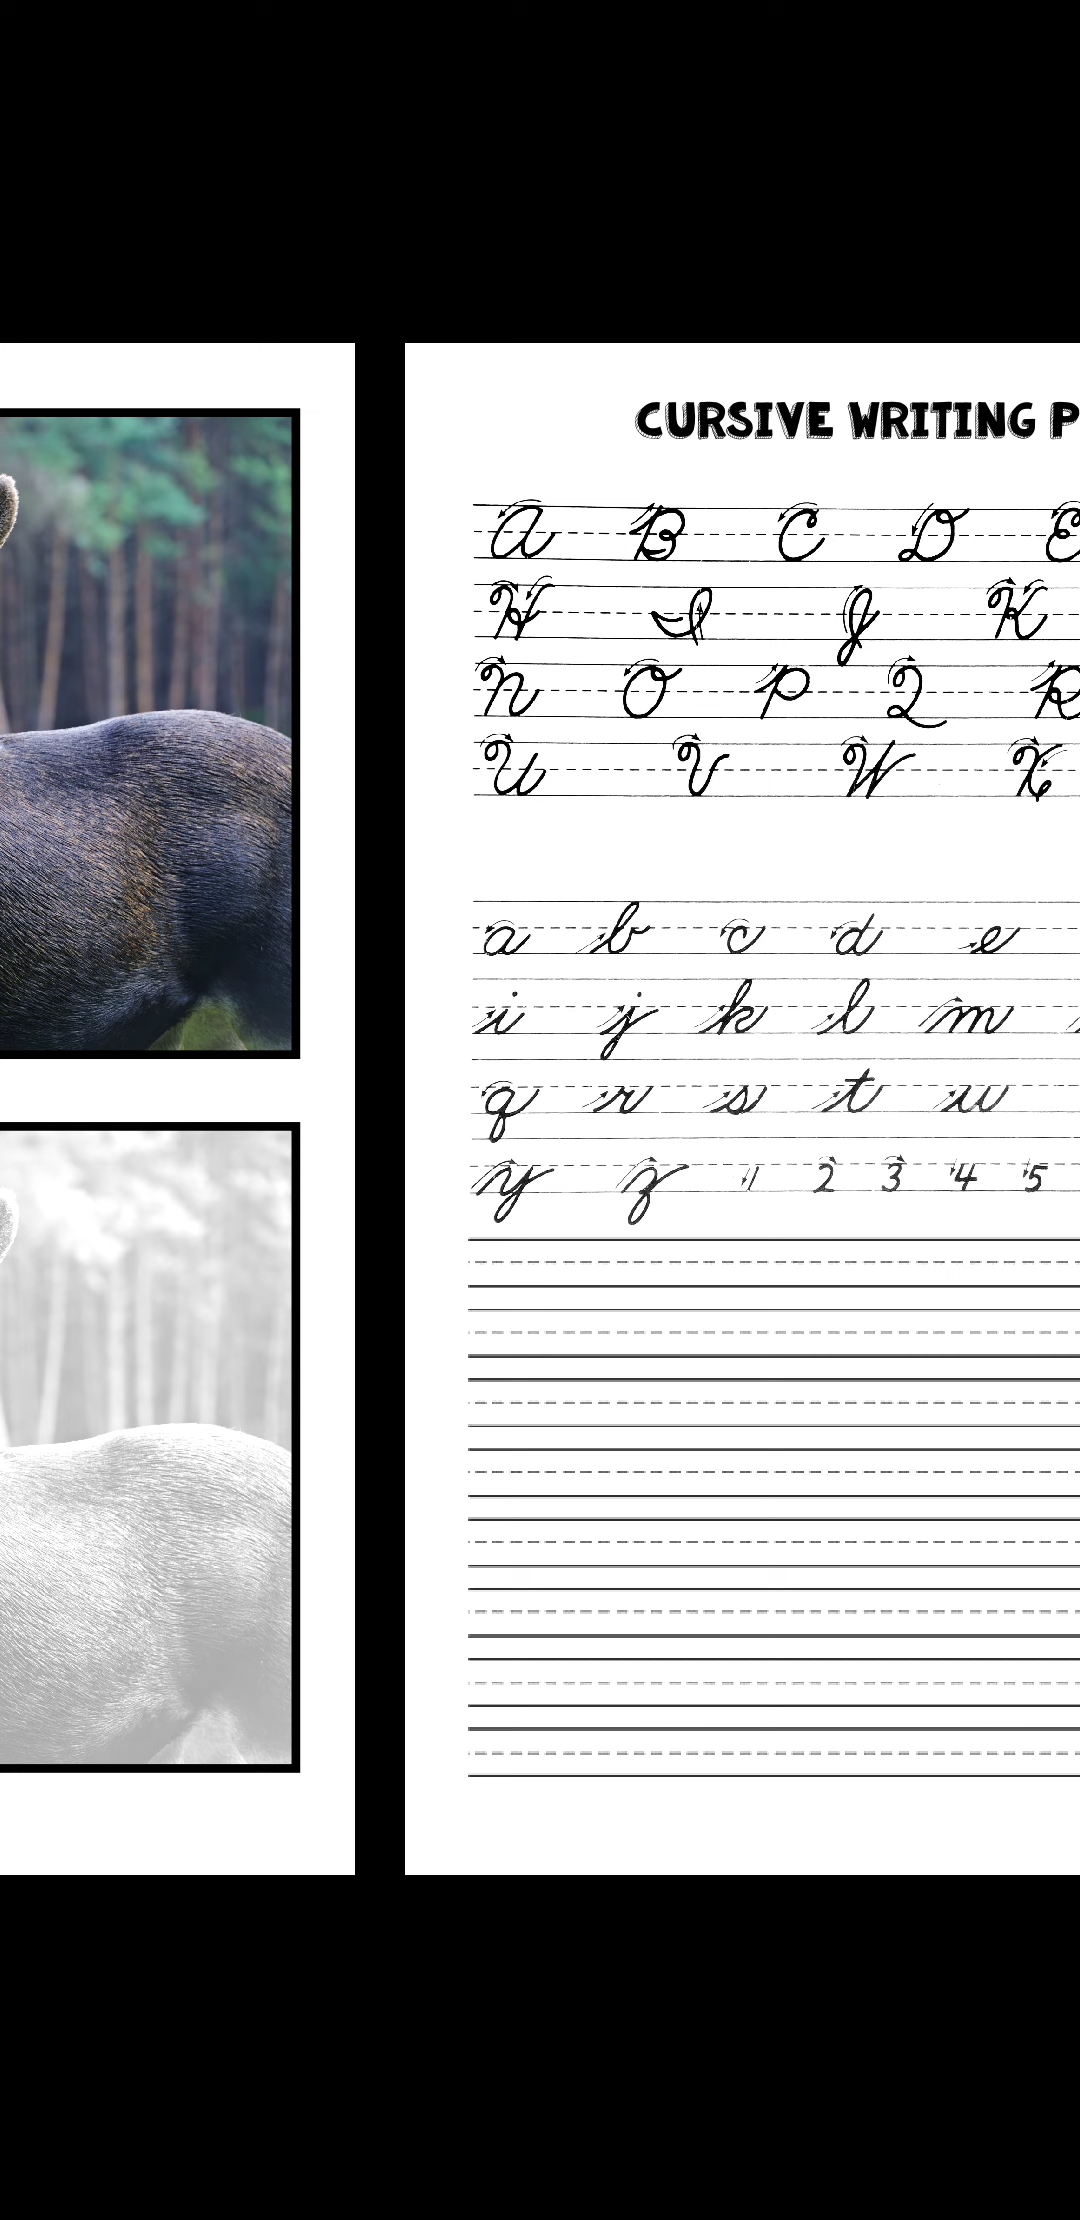 CURSIVE WRITING P
A B C D E
H I J K
N O P Q R
U V W X
a b c d e
i j k l m
q r s t u
y z 1 2 3 4 5